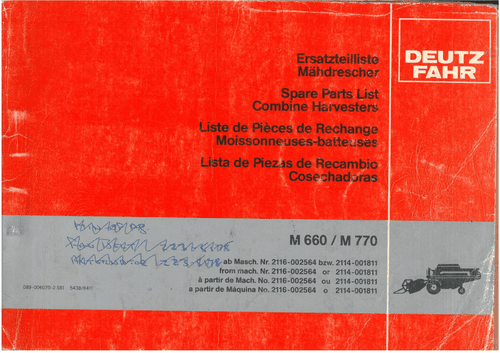 DEUTZ
FAHR
Ersatzteilliste
Mähdrescher
Spare Parts List
Combine Harvesters
Liste de Pièces de Rechange
Moissonneuses-batteuses
Lista de Piezas de Recambio
Cosechadoras
M 660 / M 770
ab Masch. Nr. 2116-002564 bzw. 2114-001811
from mach. Nr. 2116-002564 or 2114-001811
à partir de Mach. No. 2116-002564 ou 2114-001811
a partir de Máquina No. 2116-002564 o 2114-001811